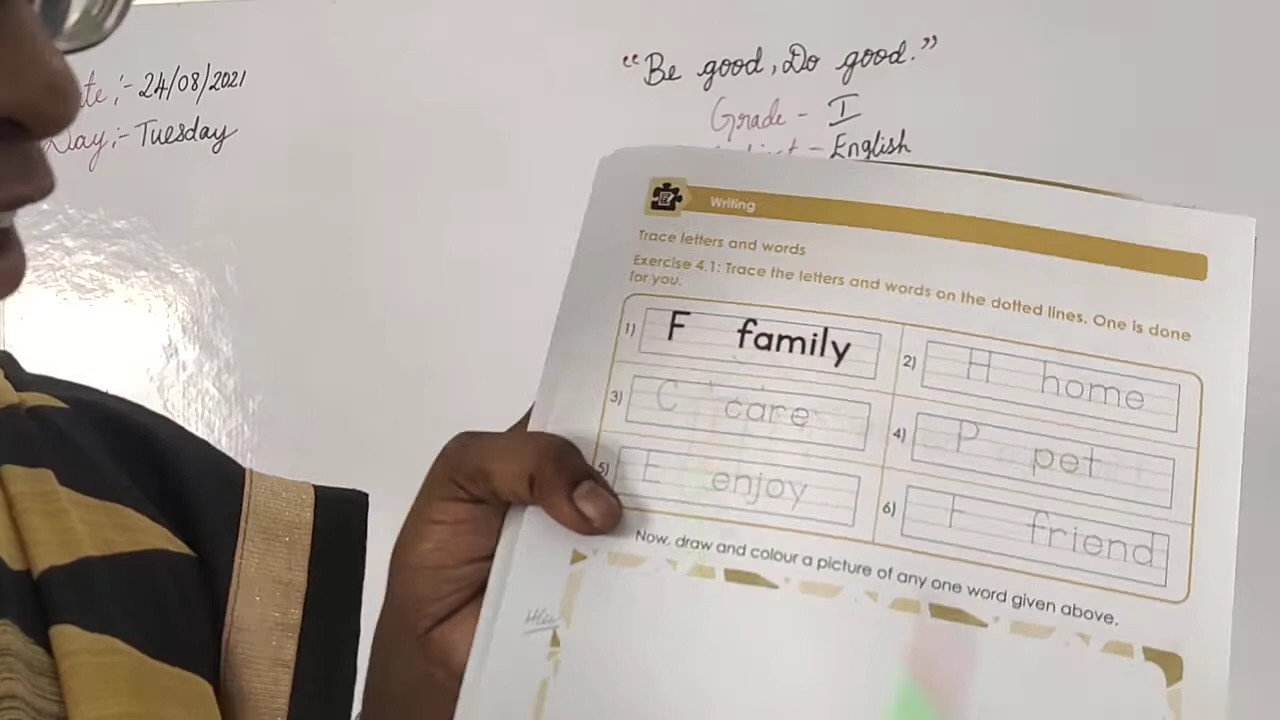 - 24/08/2021
Day :- Tuesday
"Be good, Do good."
Grade - I
- English
Writing
Trace letters and words
Exercise 4.1: Trace the letters and words on the dotted lines. One is done
for you.
1) F family
2) H home
3) C care
4) P pet
5) E enjoy
6) F friend
Now, draw and colour a picture of any one word given above.